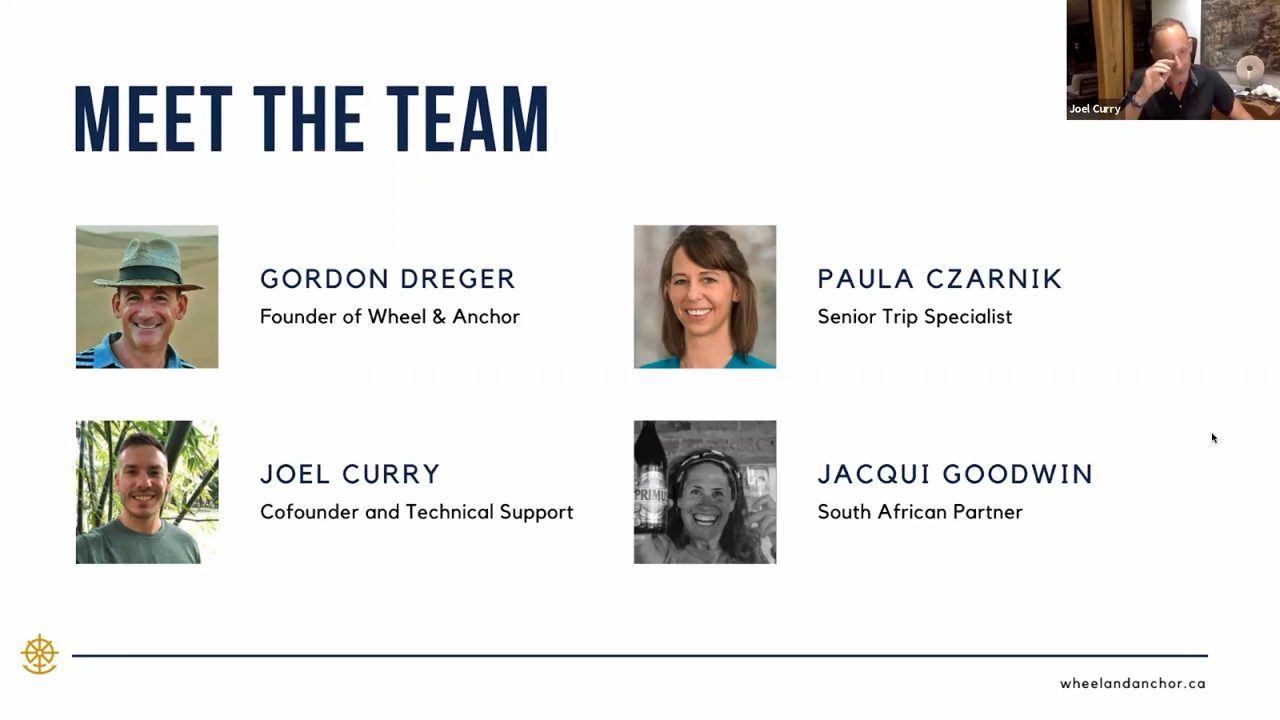 Joel Curry
MEET THE TEAM
GORDON DREGER
Founder of Wheel & Anchor
PAULA CZARNIK
Senior Trip Specialist
JOEL CURRY
Cofounder and Technical Support
PRIMUS
JACQUI GOODWIN
South African Partner
wheelandanchor.ca